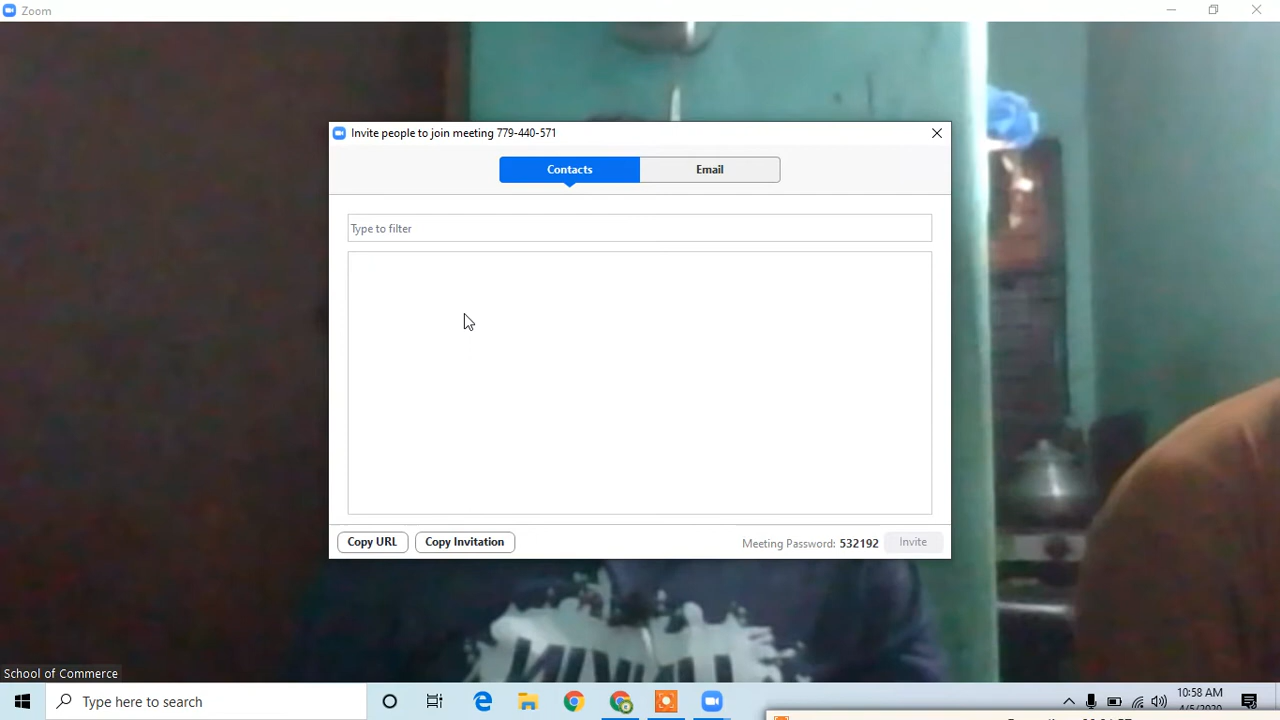 Zoom
Invite people to join meeting 779-440-571
Contacts
Email
Type to filter
Copy URL
Copy Invitation
Meeting Password: 532192
Invite
School of Commerce
Type here to search
10:58 AM